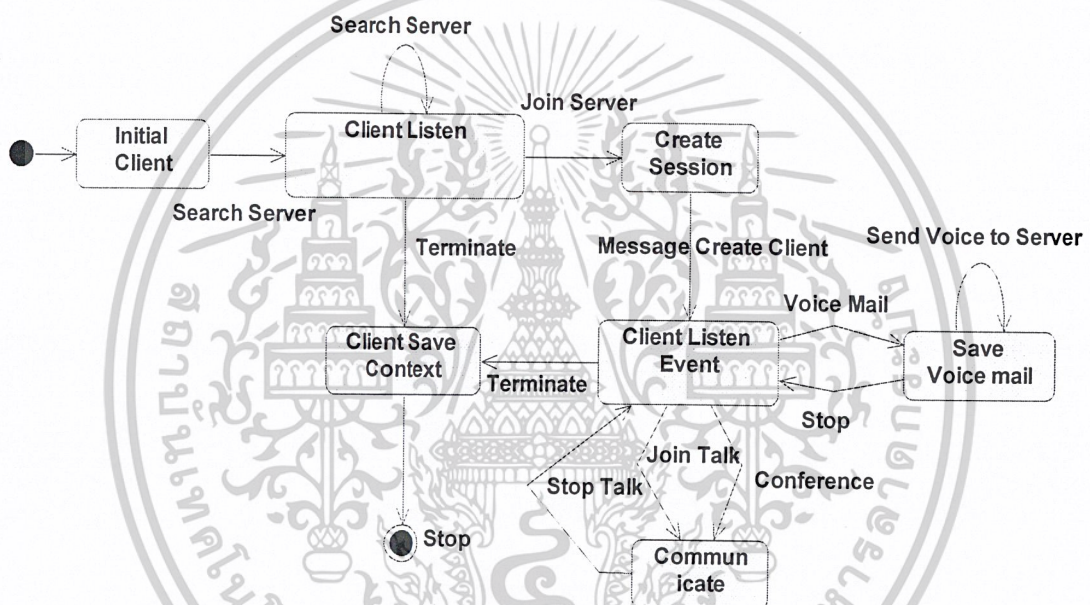 Search Server
Join Server
Initial
Client
Client Listen
Create
Session
Search Server
Terminate
Message Create Client
Send Voice to Server
Voice Mail
Client Save
Context
Client Listen
Event
Save
Voice mail
Terminate
Stop
Join Talk
Stop Talk
Conference
Stop
Commun
icate